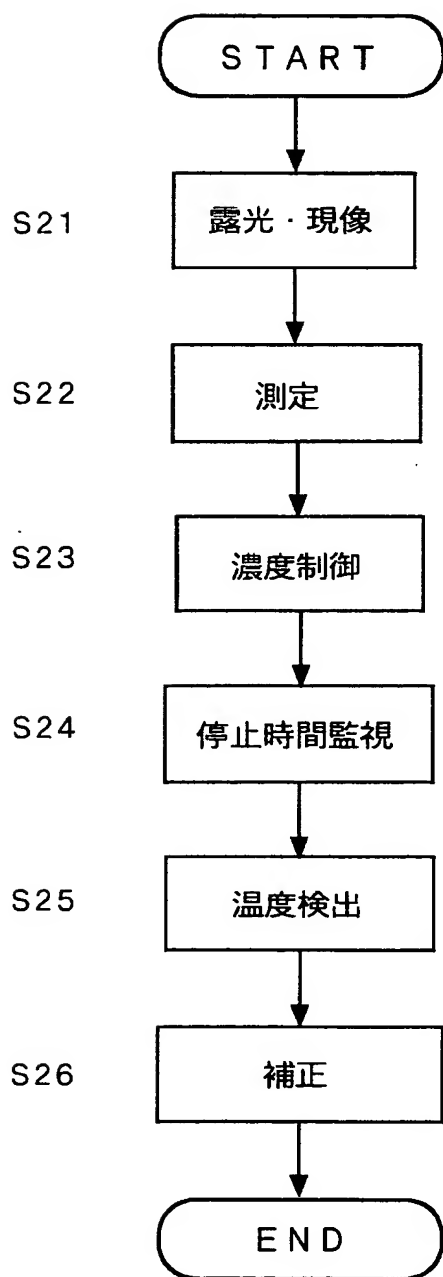 START
S21 露光・現像
S22 測定
S23 濃度制御
S24 停止時間監視
S25 温度検出
S26 補正
END